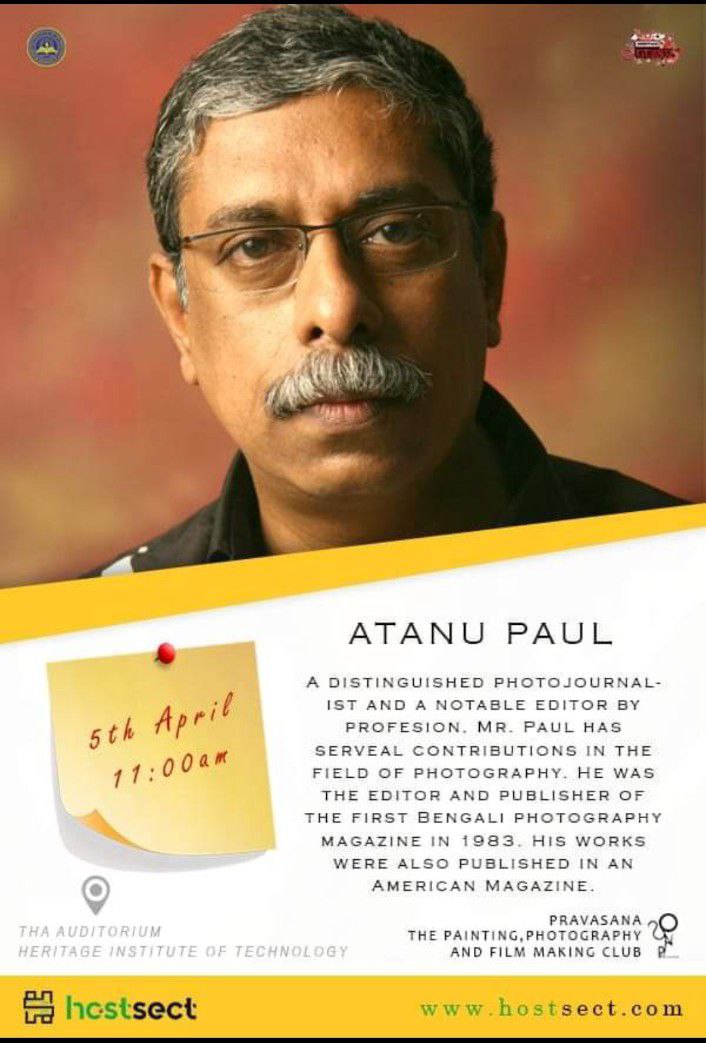 ATANU PAUL
A DISTINGUISHED PHOTOJOURNAL-
IST AND A NOTABLE EDITOR BY
PROFESION. MR. PAUL HAS
SERVEAL CONTRIBUTIONS IN THE
FIELD OF PHOTOGRAPHY. HE WAS
THE EDITOR AND PUBLISHER OF
THE FIRST BENGALI PHOTOGRAPHY
MAGAZINE IN 1983. HIS WORKS
WERE ALSO PUBLISHED IN AN
AMERICAN MAGAZINE.
5th April
11:00am
THA AUDITORIUM
HERITAGE INSTITUTE OF TECHNOLOGY
PRAVASANA
THE PAINTING,PHOTOGRAPHY
AND FILM MAKING CLUB
hostsect
www.hostsect.com